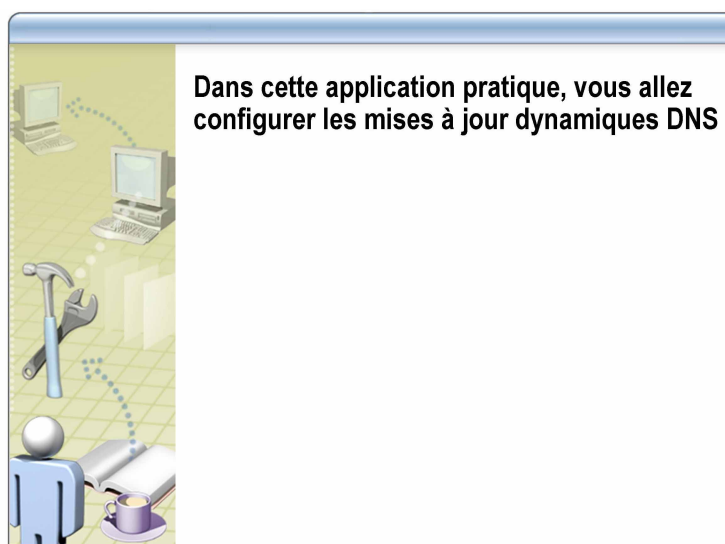 Dans cette application pratique, vous allez
configurer les mises à jour dynamiques DNS